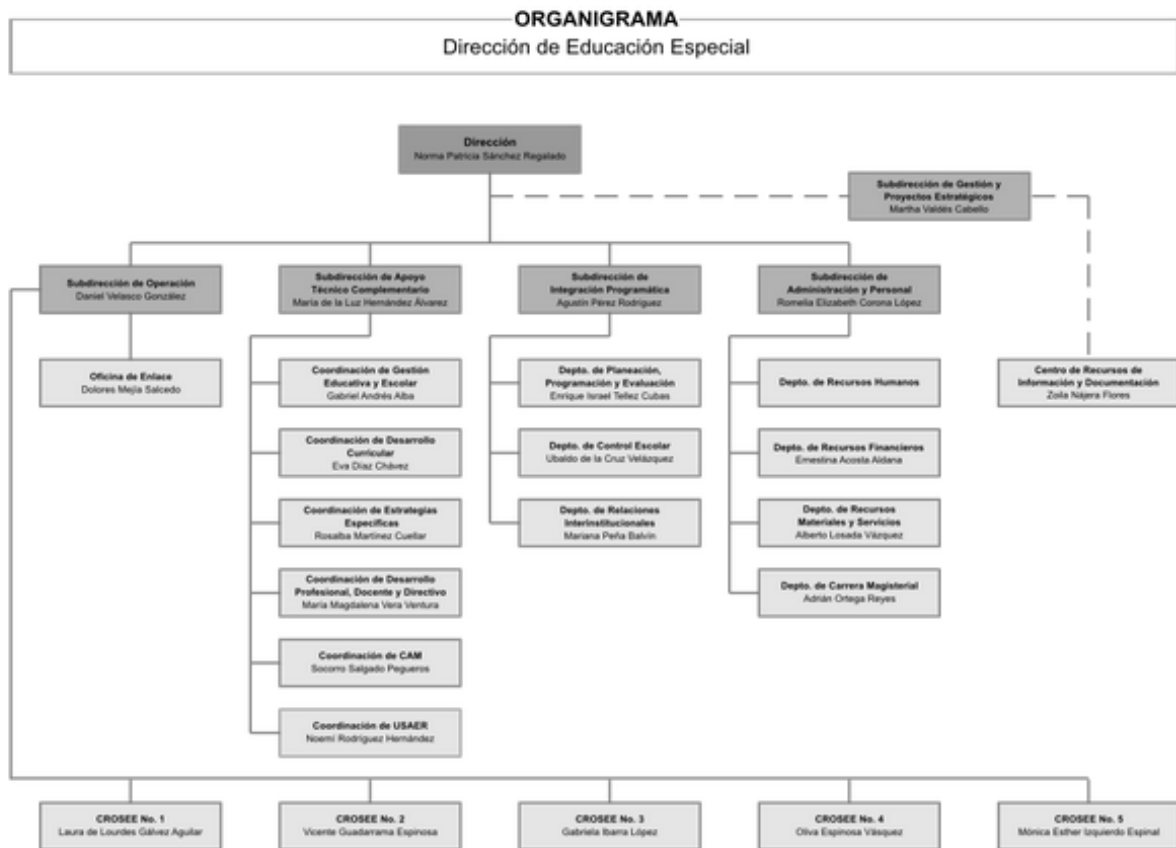 ORGANIGRAMA
Dirección de Educación Especial
Dirección
Norma Patricia Sánchez Regalado
Subdirección de Gestión y
Proyectos Estratégicos
Martha Valdés Cabello
Subdirección de Operación
Daniel Velasco González
Subdirección de Apoyo
Técnico Complementario
María de la Luz Hernández Álvarez
Subdirección de
Integración Programática
Agustín Pérez Rodríguez
Subdirección de
Administración y Personal
Romelia Elizabeth Corona López
Oficina de Enlace
Dolores Mejía Salcedo
Coordinación de Gestión
Educativa y Escolar
Gabriel Andrés Alba
Coordinación de Desarrollo
Curricular
Eva Díaz Chávez
Coordinación de Estrategias
Específicas
Rosalba Martínez Cuellar
Coordinación de Desarrollo
Profesional, Docente y Directivo
María Magdalena Vera Ventura
Coordinación de CAM
Socorro Salgado Pegueros
Coordinación de USAER
Noemí Rodríguez Hernández
Depto. de Planeación,
Programación y Evaluación
Enrique Israel Tellez Cubas
Depto. de Control Escolar
Ubaldo de la Cruz Velázquez
Depto. de Relaciones
Interinstitucionales
Mariana Peña Balvín
Depto. de Recursos Humanos
Depto. de Recursos Financieros
Ernestina Acosta Aldana
Depto. de Recursos
Materiales y Servicios
Alberto Losada Vázquez
Depto. de Carrera Magisterial
Adrián Ortega Reyes
Centro de Recursos de
Información y Documentación
Zoila Nájera Flores
CROSEE No. 1
Laura de Lourdes Gálvez Aguilar
CROSEE No. 2
Vicente Guadarrama Espinosa
CROSEE No. 3
Gabriela Ibarra López
CROSEE No. 4
Oliva Espinosa Vásquez
CROSEE No. 5
Mónica Esther Izquierdo Espinal